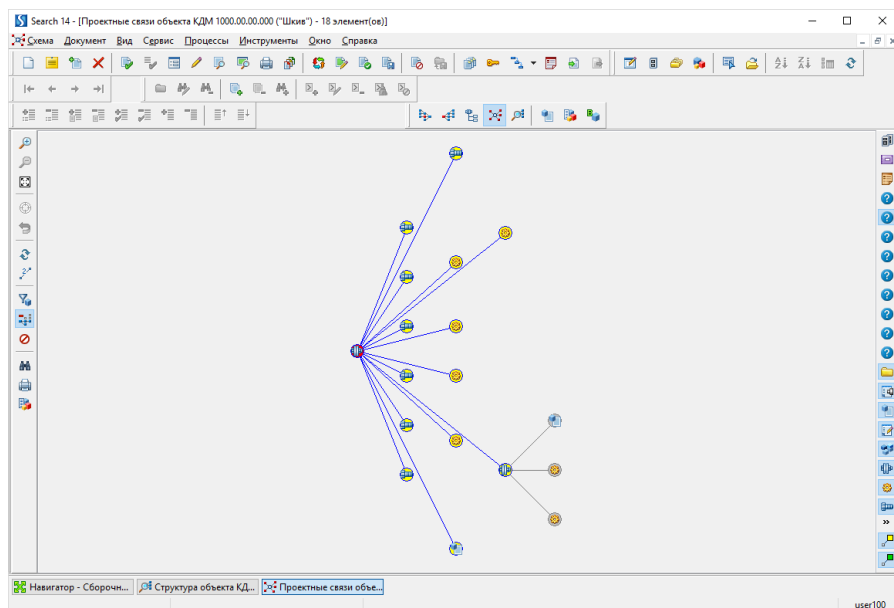 Search 14 - [Проектные связи объекта КДМ 1000.00.00.000 ("Шкив") - 18 элемент(ов)]
Схема Документ Вид Сервис Процессы Инструменты Окно Справка
Навигатор - Сборочн... Структура объекта КД... Проектные связи объе...
user100